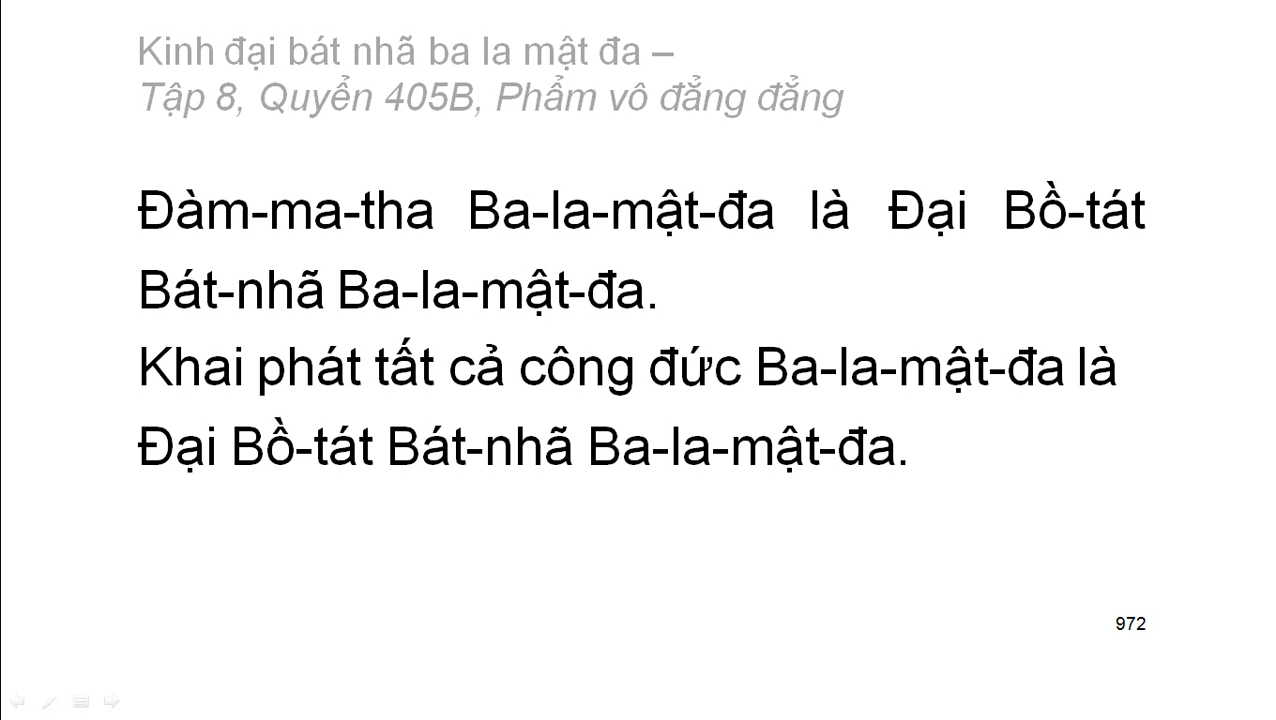 Kinh đại bát nhã ba la mật đa –
Tập 8, Quyển 405B, Phẩm vô đẳng đẳng
Đàm-ma-tha Ba-la-mật-đa là Đại Bồ-tát
Bát-nhã Ba-la-mật-đa.
Khai phát tất cả công đức Ba-la-mật-đa là
Đại Bồ-tát Bát-nhã Ba-la-mật-đa.
972